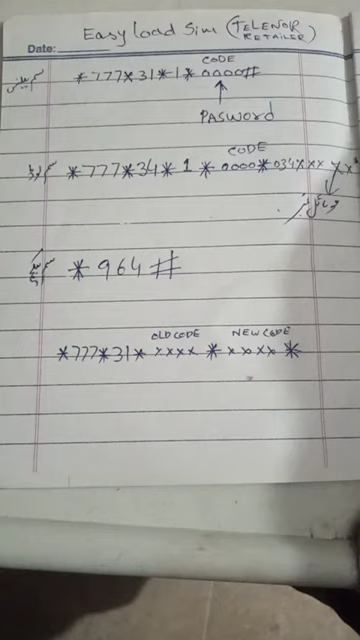 Easy load Sim (TELENOR RETAILER)
Date:
CODE
*777*31*1*0000#
PASWORD
CODE
*777*34*1*0000*034xxxxx
*964#
OLD CODE NEW CODE
*777*31*xxxx*xxxx*